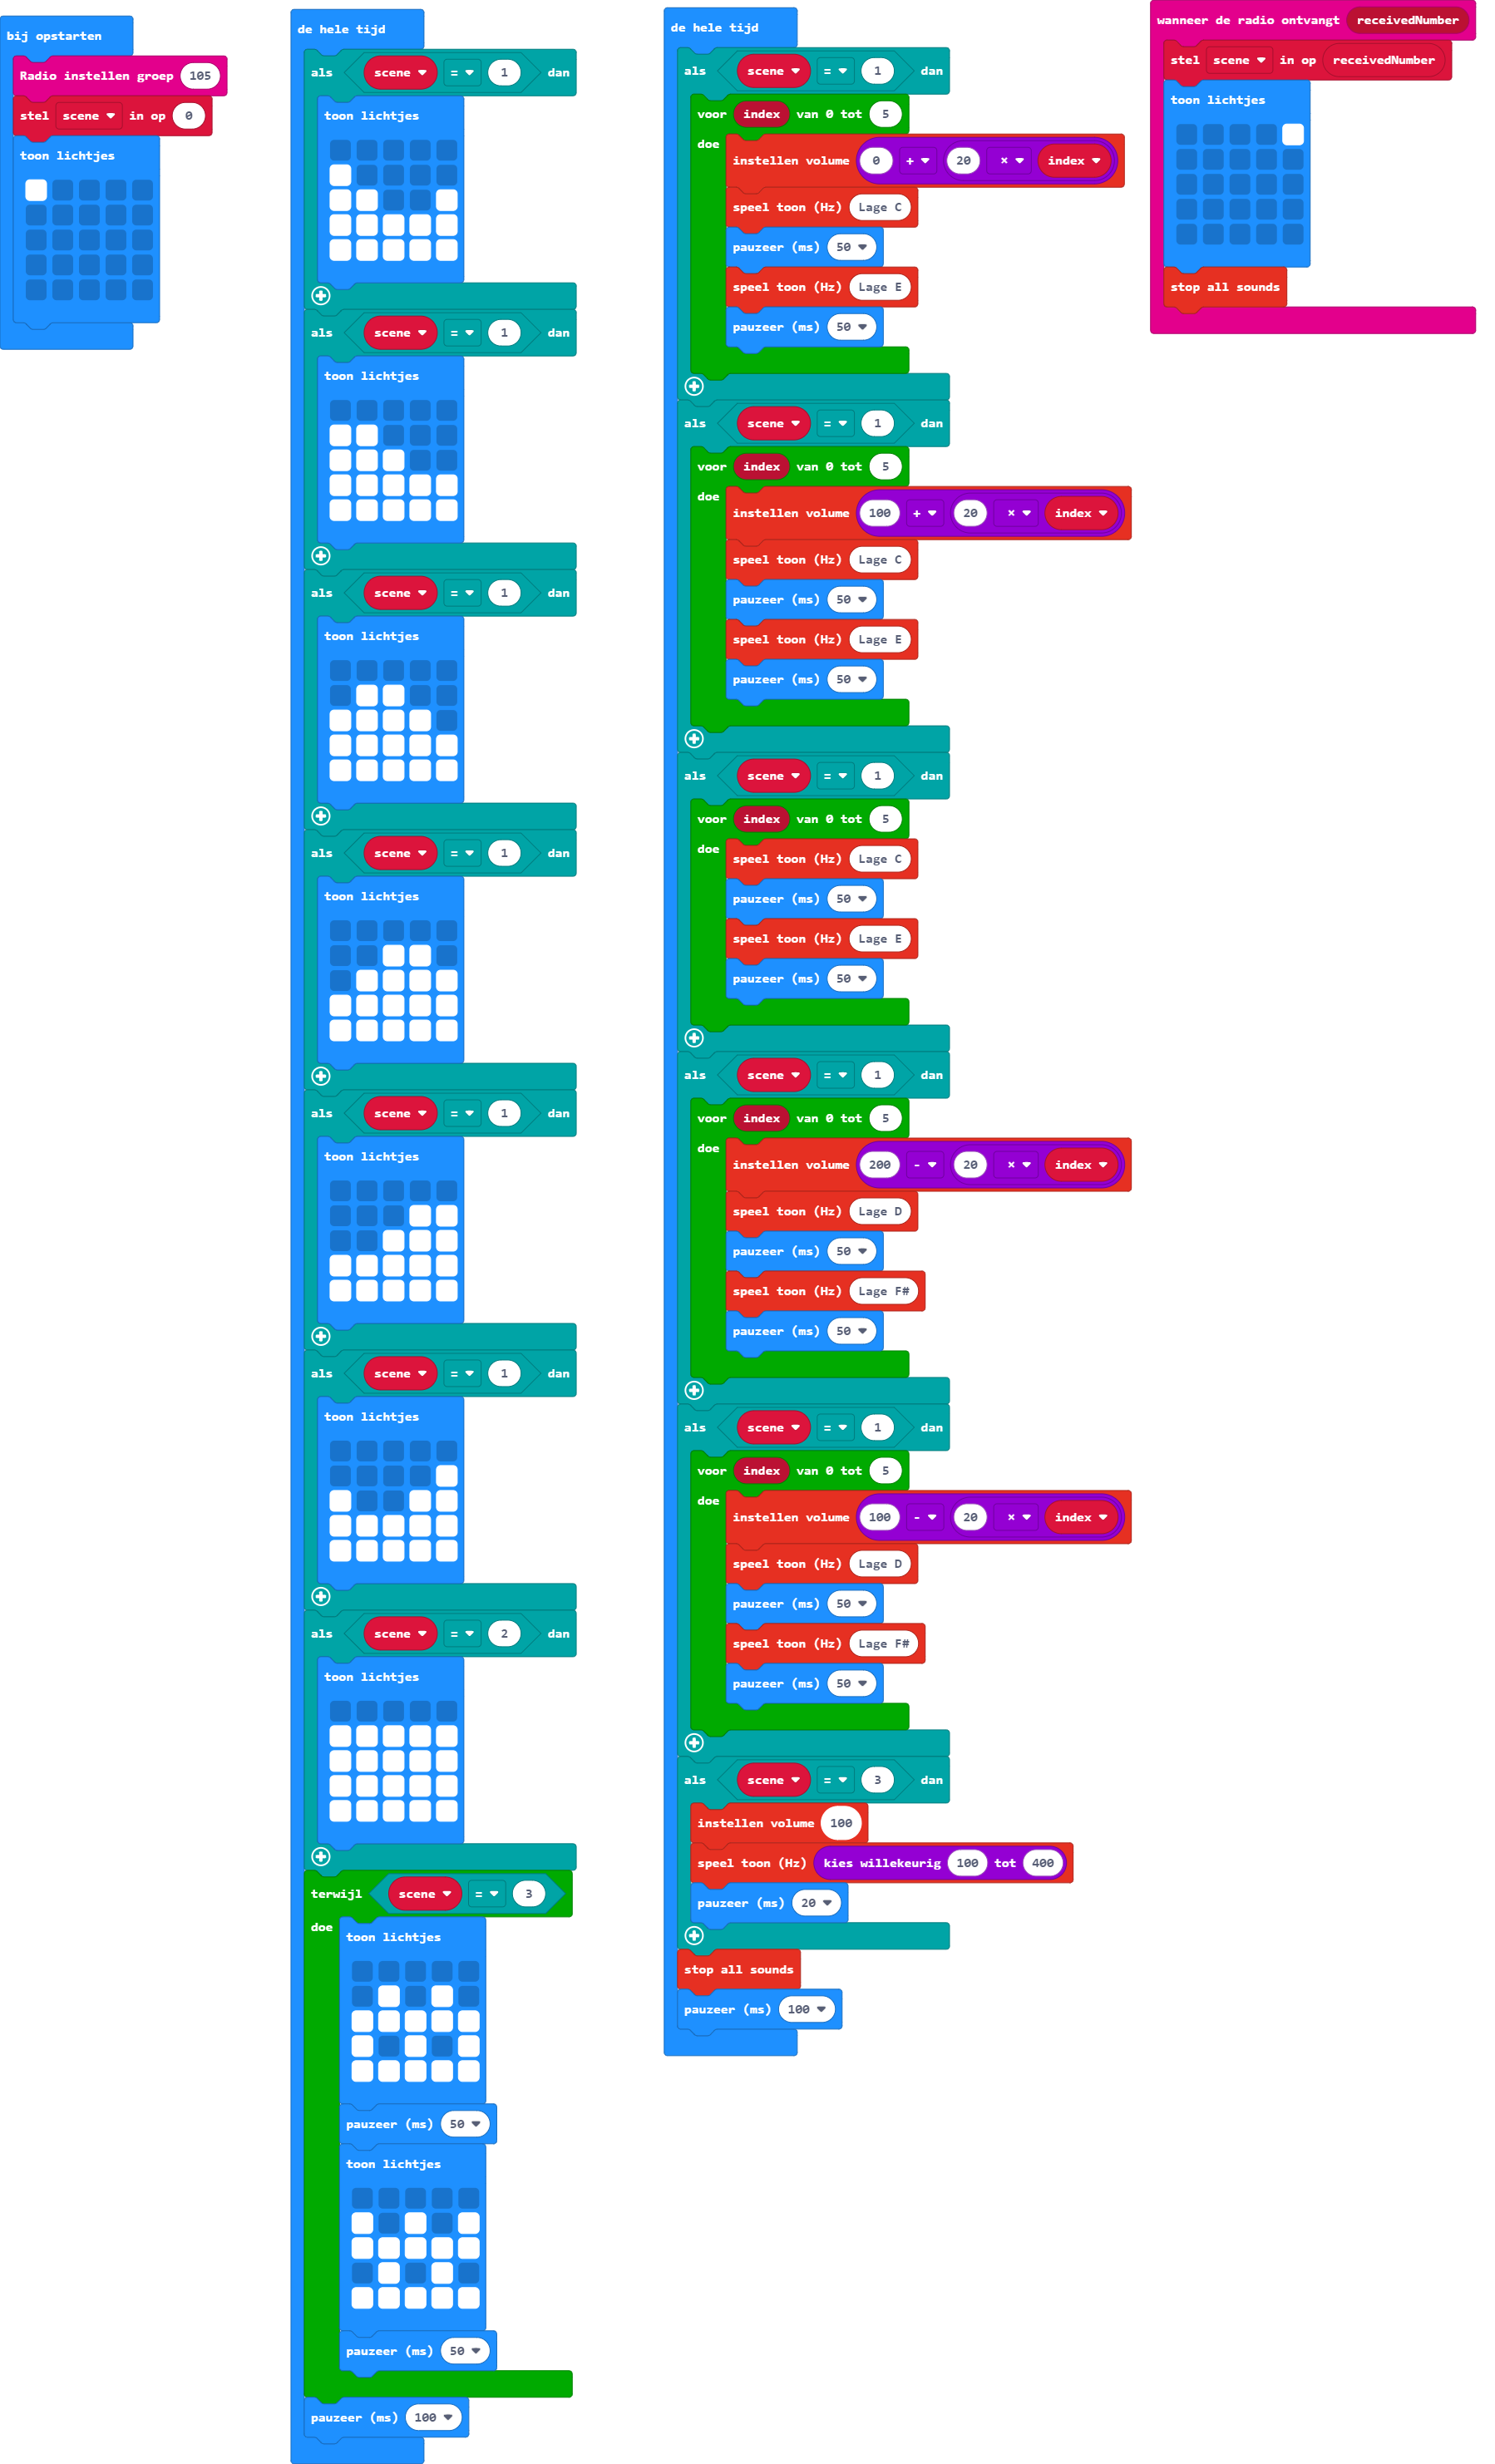 bij opstarten
Radio instellen groep 105
stel scene in op 0
toon lichtjes
de hele tijd
als scene = 1 dan
toon lichtjes
als scene = 1 dan
toon lichtjes
als scene = 1 dan
toon lichtjes
als scene = 1 dan
toon lichtjes
als scene = 1 dan
toon lichtjes
als scene = 1 dan
toon lichtjes
als scene = 2 dan
toon lichtjes
terwijl scene = 3
doe
toon lichtjes
pauzeer (ms) 50
toon lichtjes
pauzeer (ms) 50
pauzeer (ms) 100
de hele tijd
als scene = 1 dan
voor index van 0 tot 5
doe
instellen volume 0 + 20 × index
speel toon (Hz) Lage C
pauzeer (ms) 50
speel toon (Hz) Lage E
pauzeer (ms) 50
als scene = 1 dan
voor index van 0 tot 5
doe
instellen volume 100 + 20 × index
speel toon (Hz) Lage C
pauzeer (ms) 50
speel toon (Hz) Lage E
pauzeer (ms) 50
als scene = 1 dan
voor index van 0 tot 5
doe
speel toon (Hz) Lage C
pauzeer (ms) 50
speel toon (Hz) Lage E
pauzeer (ms) 50
als scene = 1 dan
voor index van 0 tot 5
doe
instellen volume 200 - 20 × index
speel toon (Hz) Lage D
pauzeer (ms) 50
speel toon (Hz) Lage F#
pauzeer (ms) 50
als scene = 1 dan
voor index van 0 tot 5
doe
instellen volume 100 - 20 × index
speel toon (Hz) Lage D
pauzeer (ms) 50
speel toon (Hz) Lage F#
pauzeer (ms) 50
als scene = 3 dan
instellen volume 100
speel toon (Hz) kies willekeurig 100 tot 400
pauzeer (ms) 20
stop all sounds
pauzeer (ms) 100
wanneer de radio ontvangt receivedNumber
stel scene in op receivedNumber
toon lichtjes
stop all sounds